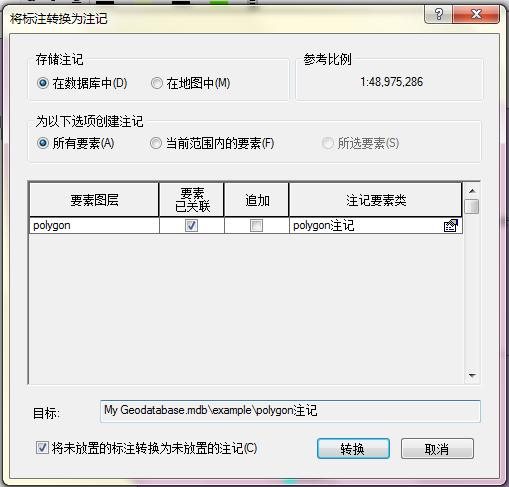 将标注转换为注记
存储注记
在数据库中(D) 在地图中(M)
参考比例
1:48,975,286
为以下选项创建注记
所有要素(A) 当前范围内的要素(F) 所选要素(S)
要素图层 要素已关联 追加 注记要素类
polygon polygon注记
目标: My Geodatabase.mdb\example\polygon注记
将未放置的标注转换为未放置的注记(C) 转换 取消